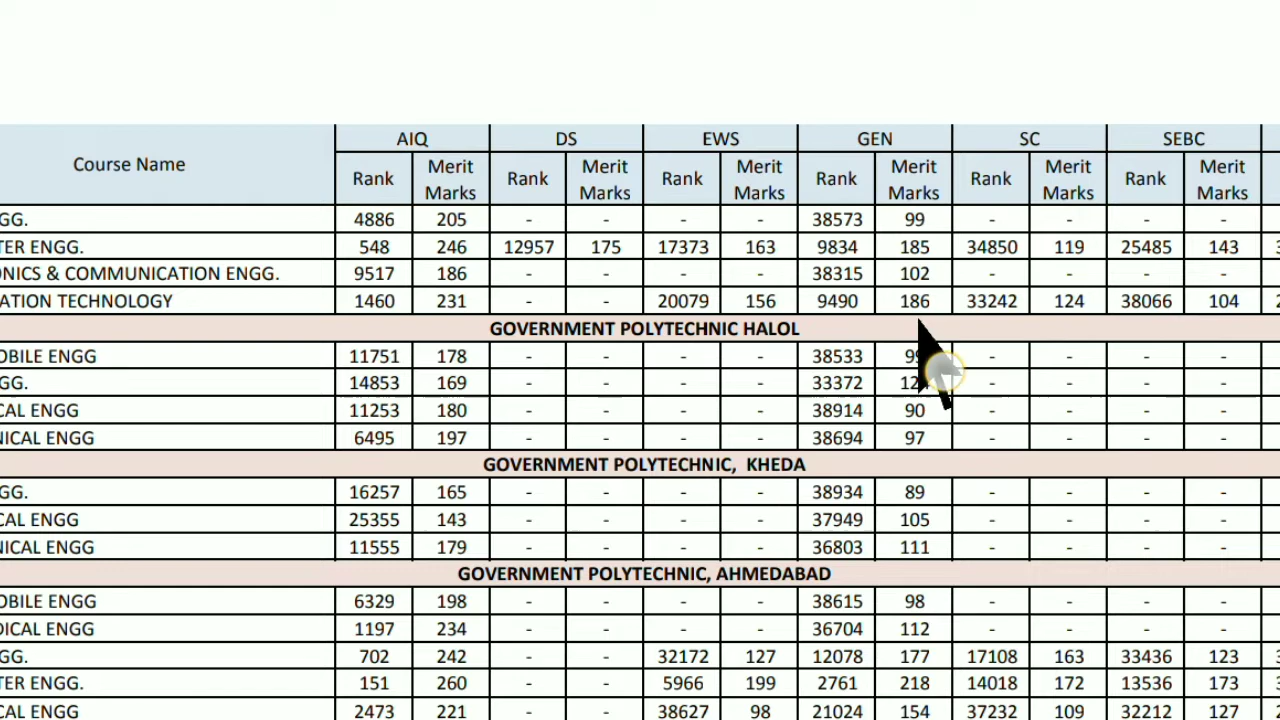 AIQ DS EWS GEN SC SEBC
Course Name Rank Merit Marks Rank Merit Marks Rank Merit Marks Rank Merit Marks Rank Merit Marks Rank Merit Marks
GG. 4886 205 - - - - 38573 99 - - - -
TER ENGG. 548 246 12957 175 17373 163 9834 185 34850 119 25485 143
ONICS & COMMUNICATION ENGG. 9517 186 - - - - 38315 102 - - - -
ATION TECHNOLOGY 1460 231 - - 20079 156 9490 186 33242 124 38066 104
GOVERNMENT POLYTECHNIC HALOL
OBILE ENGG 11751 178 - - - - 38533 - - - -
GG. 14853 169 - - - - 33372 - - - -
CAL ENGG 11253 180 - - - - 38914 90 - - - -
NICAL ENGG 6495 197 - - - - 38694 97 - - - -
GOVERNMENT POLYTECHNIC, KHEDA
GG. 16257 165 - - - - 38934 89 - - - -
CAL ENGG 25355 143 - - - - 37949 105 - - - -
NICAL ENGG 11555 179 - - - - 36803 111 - - - -
GOVERNMENT POLYTECHNIC, AHMEDABAD
OBILE ENGG 6329 198 - - - - 38615 98 - - - -
DICAL ENGG 1197 234 - - - - 36704 112 - - - -
GG. 702 242 - - 32172 127 12078 177 17108 163 33436 123
TER ENGG. 151 260 - - 5966 199 2761 218 14018 172 13536 173
CAL ENGG 2473 221 - - 38627 98 21024 154 37232 109 32212 127